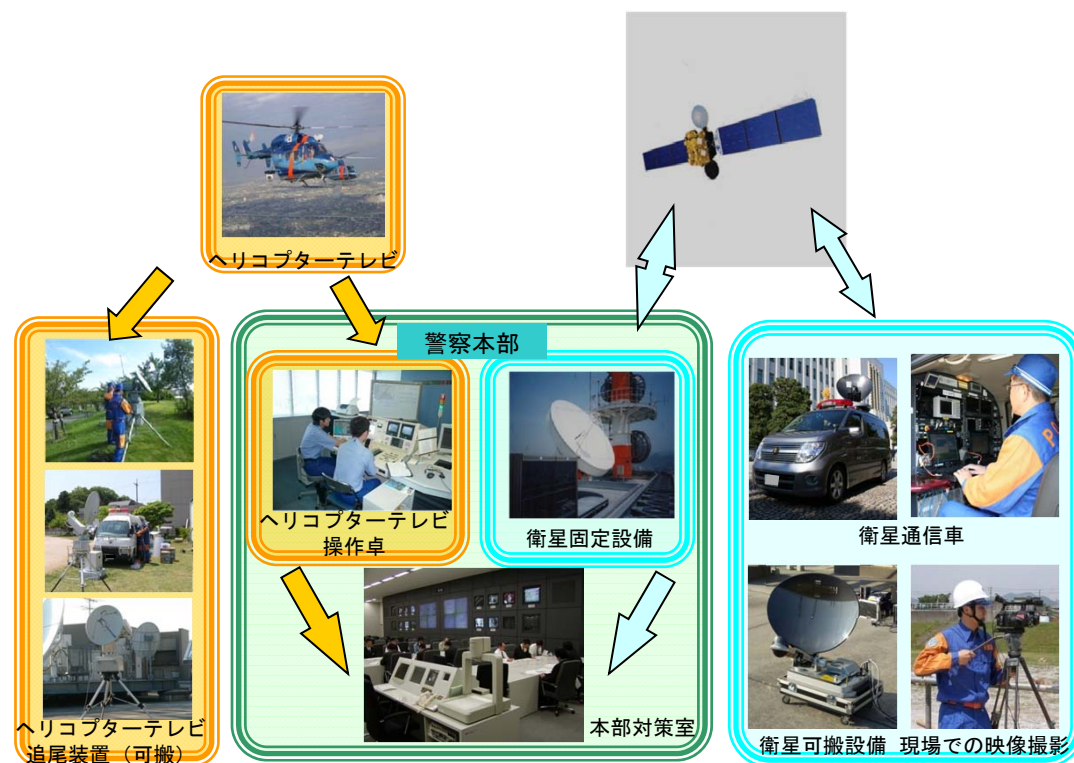 ヘリコプターテレビ
警察本部
ヘリコプターテレビ
操作卓
衛星固定設備
衛星通信車
本部対策室
ヘリコプターテレビ
追尾装置（可搬）
衛星可搬設備
現場での映像撮影